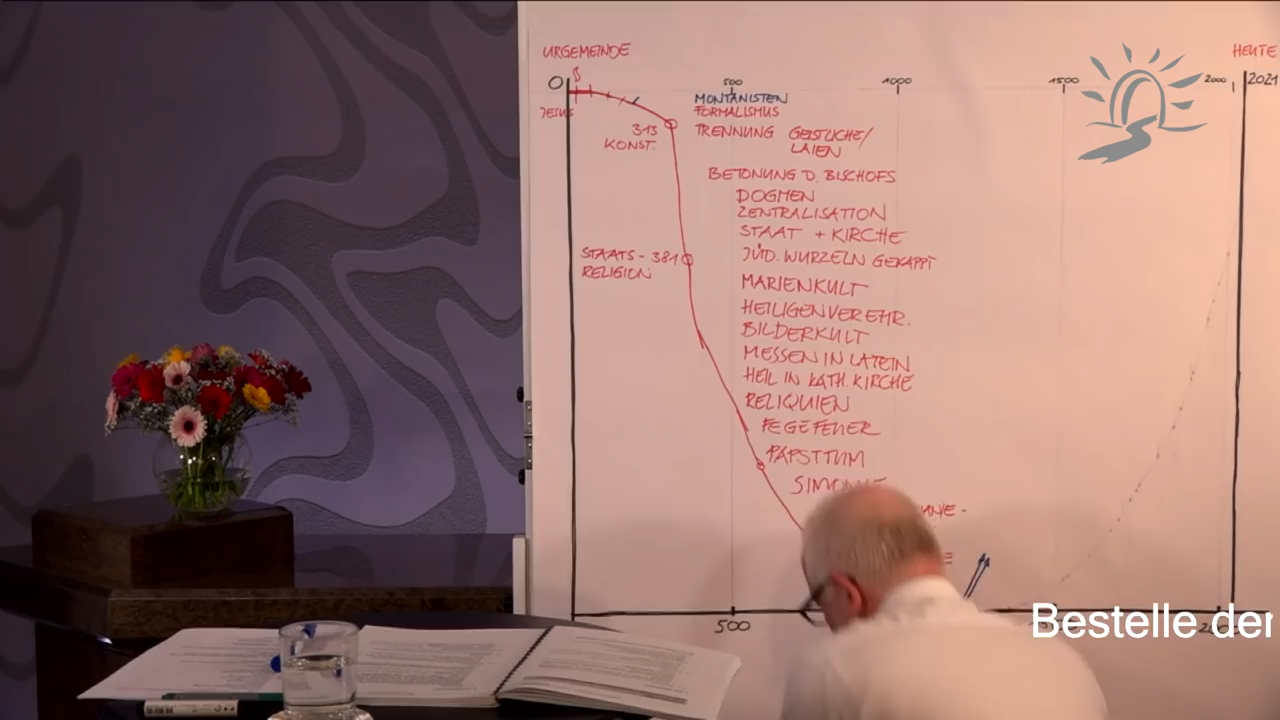 URGEMEINDE
HEUTE
0 500 1000 1500 2000 2021
JESUS
MONTANISTEN
FORMALISMUS
313 TRENNUNG GEISTLICHE/
KONST. LAIEN
BETONUNG D. BISCHOFS
DOGMEN
ZENTRALISATION
STAAT + KIRCHE
STAATS- 381 JÜD. WURZELN GEKAPPT
RELIGION
MARIENKULT
HEILIGENVEREHR.
BILDERKULT
MESSEN IN LATEIN
HEIL IN KATH. KIRCHE
RELIQUIEN
FEGEFEUER
PAPSTTUM
500
Bestelle der